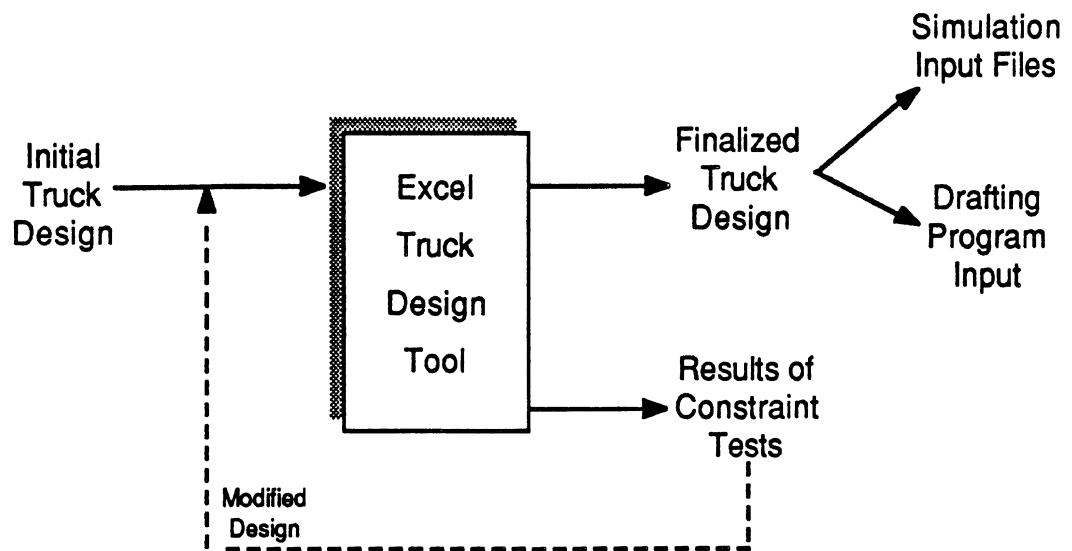 Initial
Truck
Design
Excel
Truck
Design
Tool
Finalized
Truck
Design
Simulation
Input Files
Drafting
Program
Input
Results of
Constraint
Tests
Modified
Design